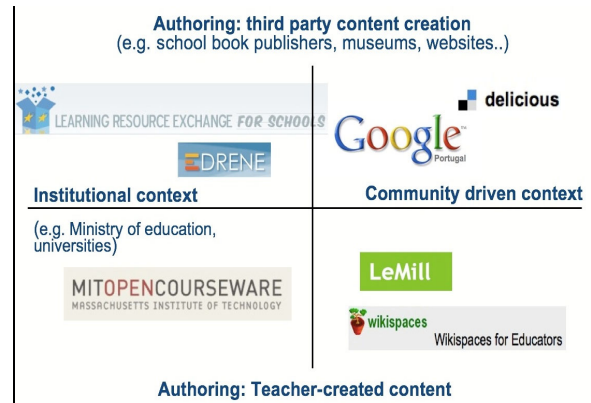 Authoring: third party content creation
(e.g. school book publishers, museums, websites..)
LEARNING RESOURCE EXCHANGE FOR SCHOOLS
EDRENE
delicious
Google
Portugal
Institutional context
Community driven context
(e.g. Ministry of education,
universities)
MITOPENCOURSEWARE
MASSACHUSETTS INSTITUTE OF TECHNOLOGY
LeMill
wikispaces
Wikispaces for Educators
Authoring: Teacher-created content